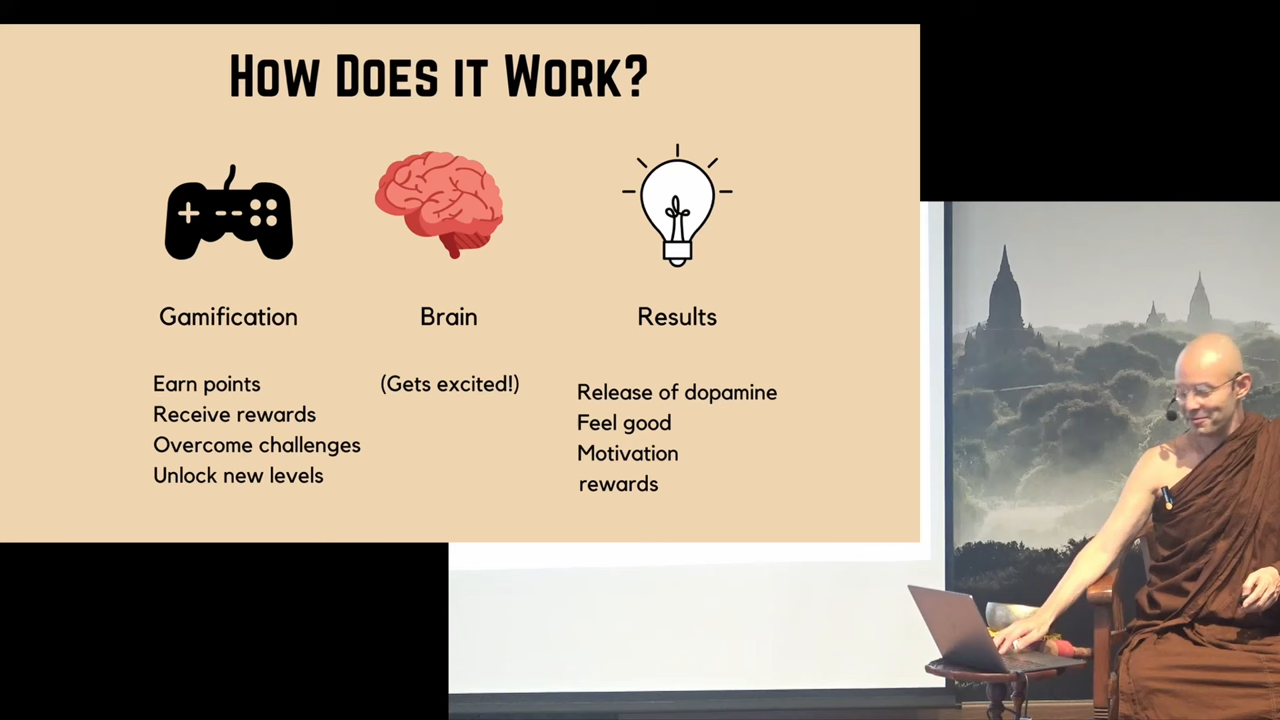 How Does it Work?
Gamification
Earn points
Receive rewards
Overcome challenges
Unlock new levels
Brain
(Gets excited!)
Results
Release of dopamine
Feel good
Motivation
rewards